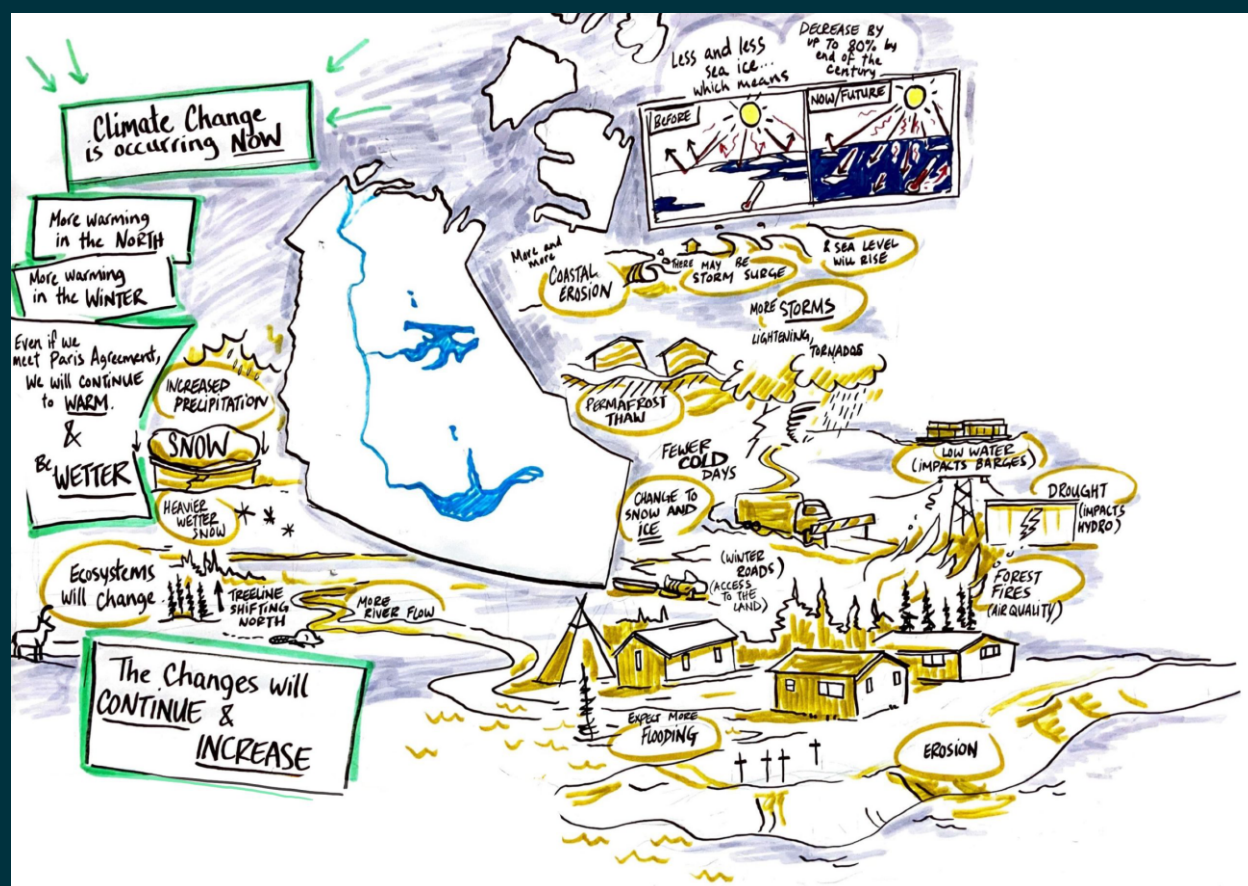 Climate Change
is occurring NOW
More warming
in the NORTH
More warming
in the WINTER
Even if we
meet Paris Agreement,
we will CONTINUE
to WARM.
&
Be WETTER
INCREASED
PRECIPITATION
SNOW
HEAVIER
WETTER
SNOW
Ecosystems
will change
TREELINE
SHIFTING
NORTH
MORE
RIVER FLOW
The Changes will
CONTINUE &
INCREASE
Less and less
sea ice...
which means
DECREASE BY
UP TO 80% by
end of the
century
BEFORE
NOW/FUTURE
More and
more
COASTAL
EROSION
THERE MAY BE
STORM SURGE
& SEA LEVEL
WILL RISE
MORE STORMS
LIGHTENING,
TORNADOS
PERMAFROST
THAW
FEWER
COLD
DAYS
CHANGE TO
SNOW AND
ICE
(WINTER
ROADS)
(ACCESS
TO THE
LAND)
LOW WATER
(IMPACTS BARGES)
DROUGHT
(IMPACTS
HYDRO)
FOREST
FIRES
(AIR QUALITY)
EXPECT MORE
FLOODING
EROSION